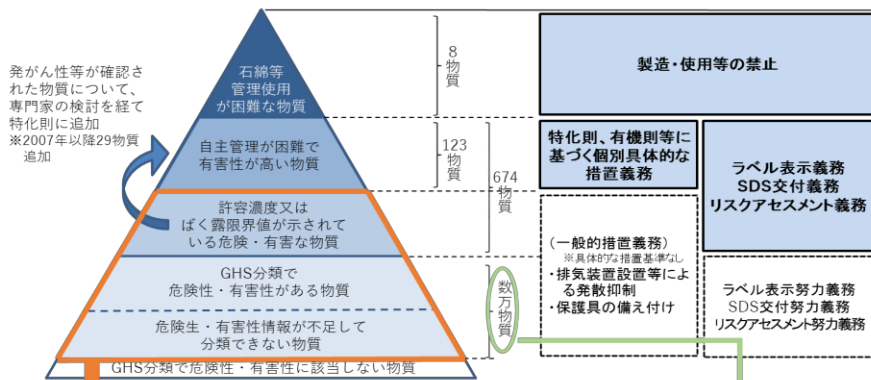 発がん性等が確認され
た物質について、
専門家の検討を経て
特化則に追加
※2007年以降29物質
追加
石綿等
管理使用
が困難な物質
自主管理が困難で
有害性が高い物質
許容濃度又は
ばく露限界値が示されて
いる危険・有害な物質
GHS分類で
危険性・有害性がある物質
危険生・有害性情報が不足して
分類できない物質
GHS分類で危険性・有害性に該当しない物質
8物質
123物質
674物質
数万物質
製造・使用等の禁止
特化則、有機則等に
基づく個別具体的な
措置義務
ラベル表示義務
SDS交付義務
リスクアセスメント義務
(一般的措置義務)
※具体的な措置基準なし
・排気装置設置等によ
る発散抑制
・保護具の備え付け
ラベル表示努力義務
SDS交付努力義務
リスクアセスメント努力義務